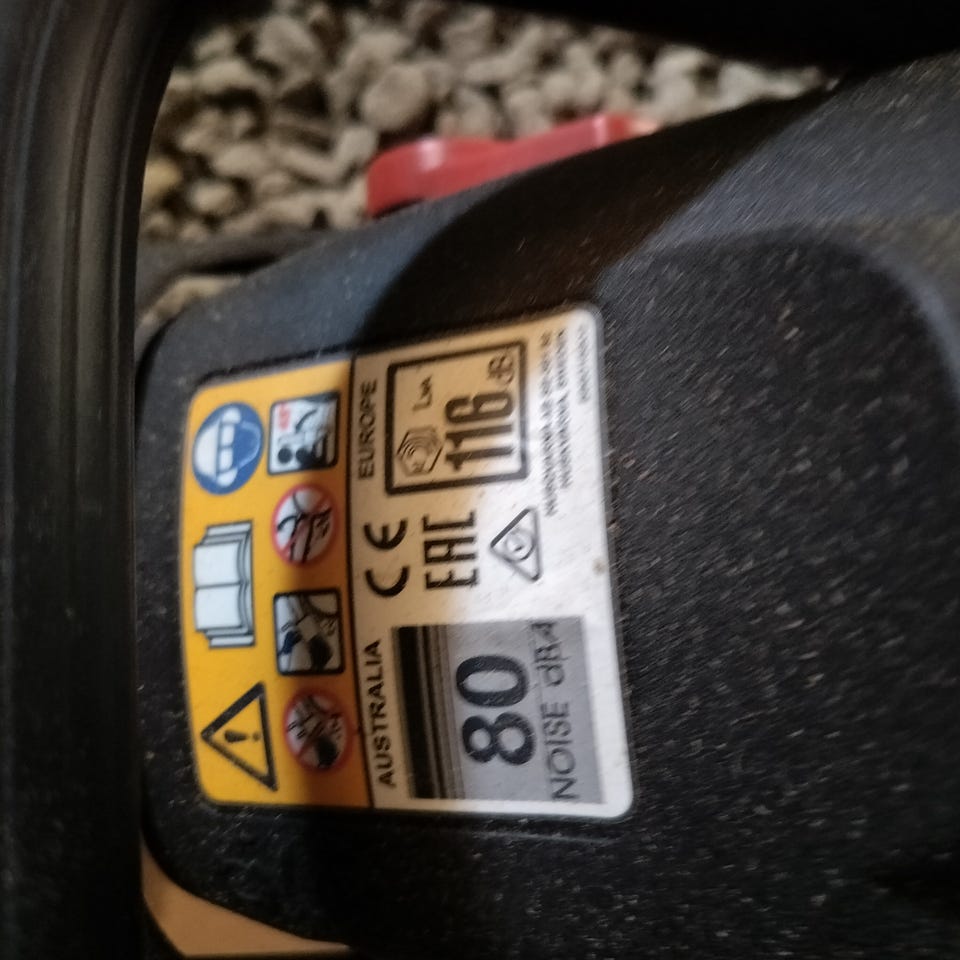 AUSTRALIA
80
NOISE dBA
EUROPE
CE
EAC
LWA
116 dB